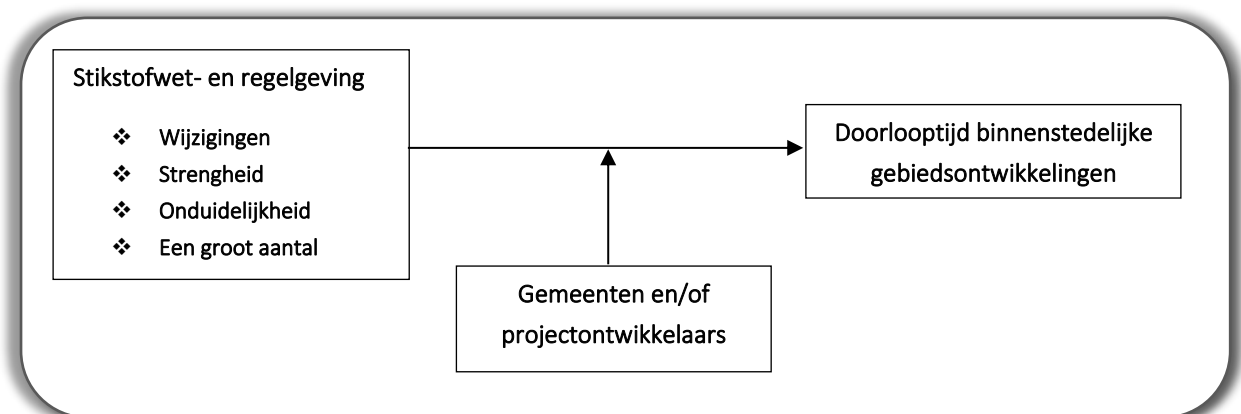 Stikstofwet- en regelgeving
❖ Wijzigingen
❖ Strengheid
❖ Onduidelijkheid
❖ Een groot aantal
Doorlooptijd binnenstedelijke
gebiedsontwikkelingen
Gemeenten en/of
projectontwikkelaars